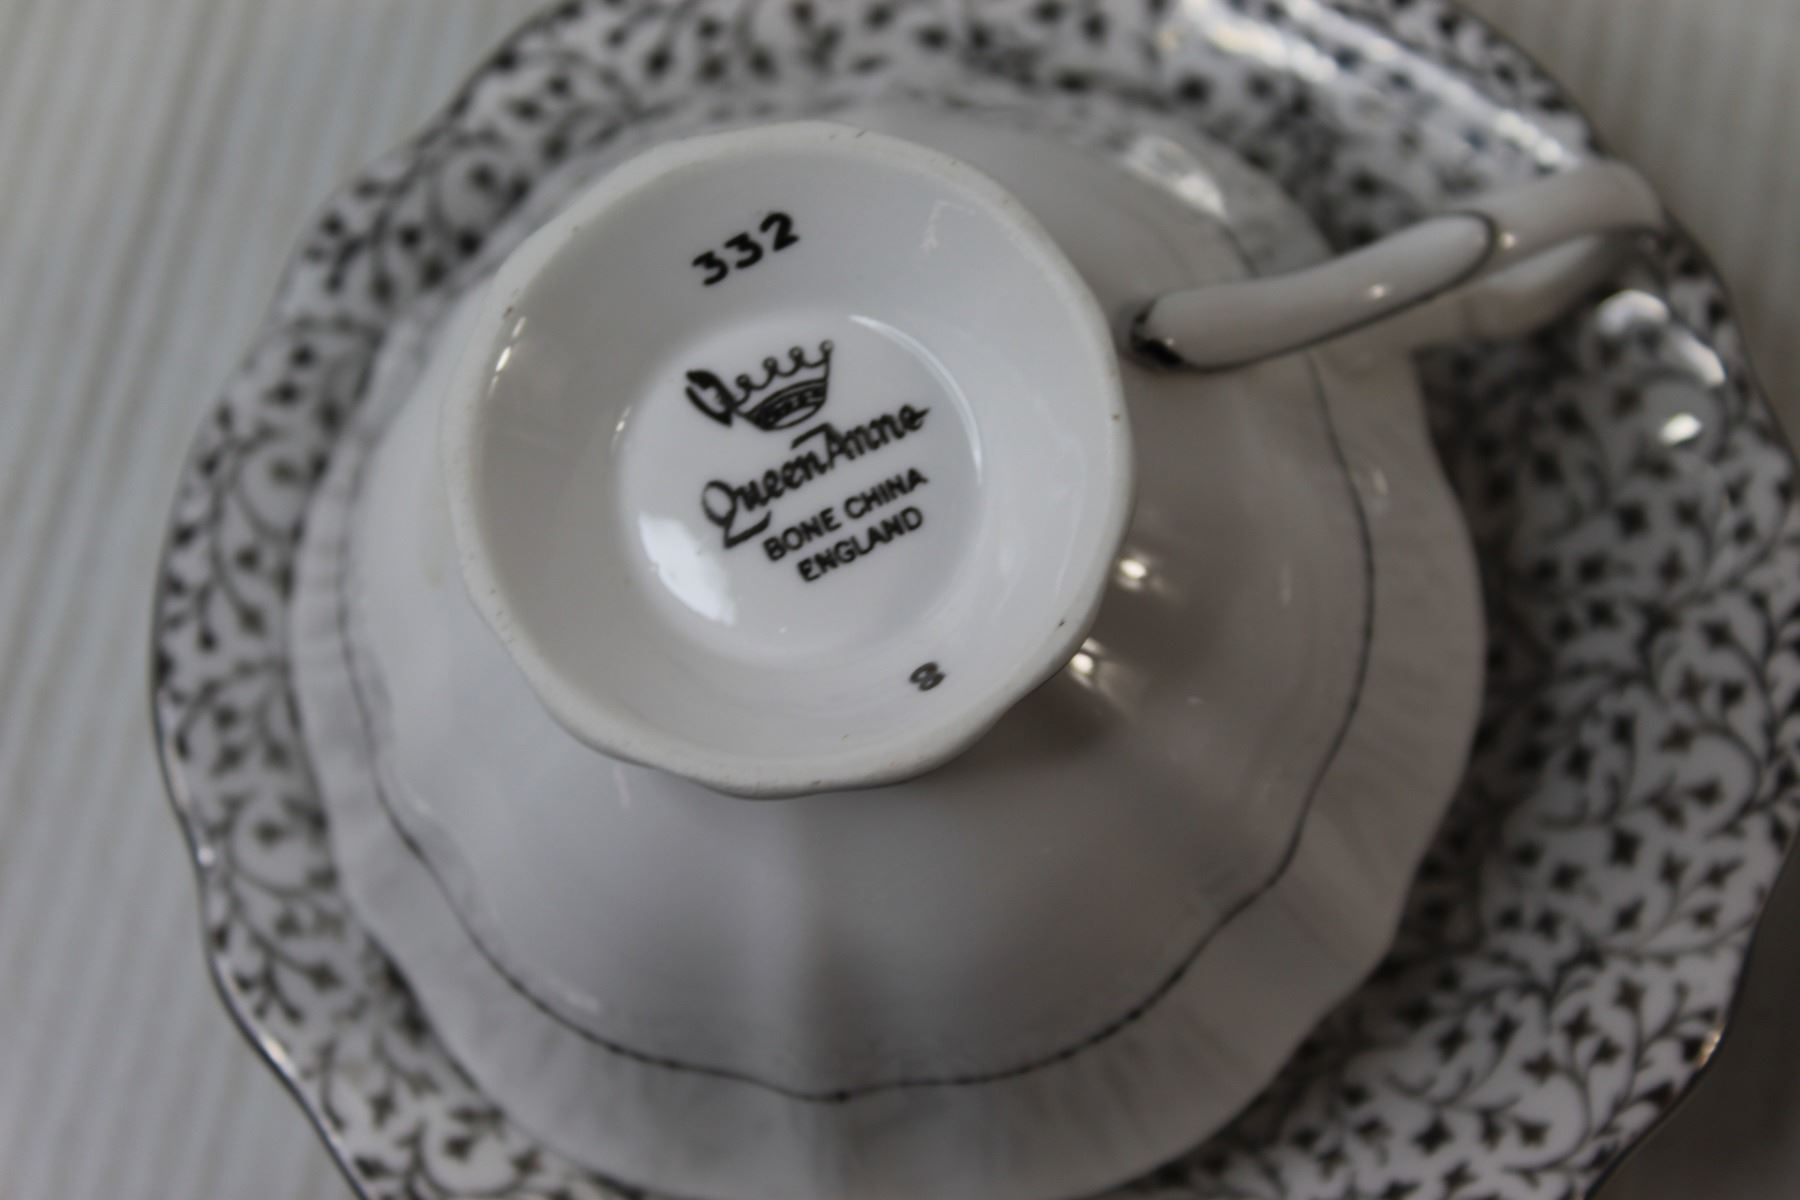 332
Queen Anne
BONE CHINA
ENGLAND
8